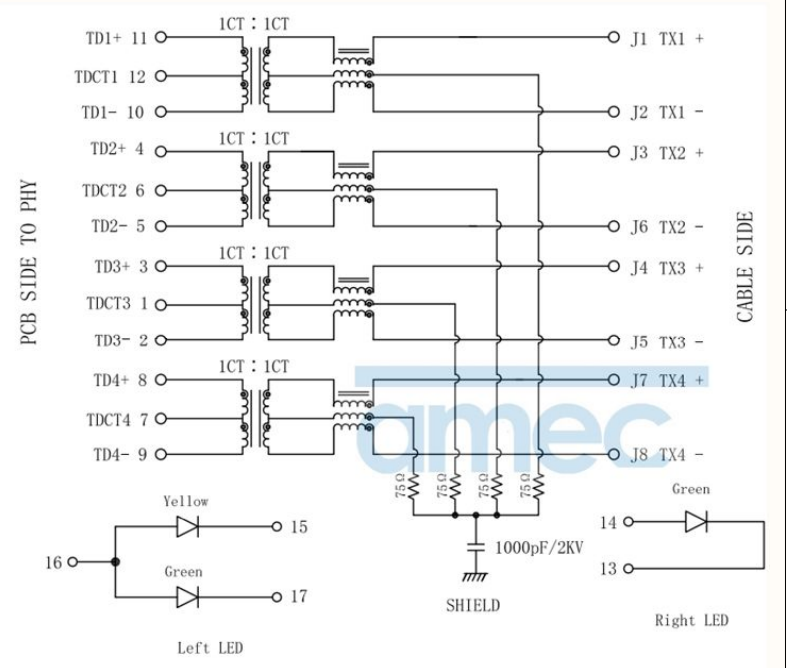 1CT : 1CT
TD1+ 11
J1 TX1 +
TDCT1 12
TD1- 10
J2 TX1 -
1CT : 1CT
TD2+ 4
J3 TX2 +
TDCT2 6
TD2- 5
J6 TX2 -
PCB SIDE TO PHY
CABLE SIDE
1CT : 1CT
TD3+ 3
J4 TX3 +
TDCT3 1
TD3- 2
J5 TX3 -
1CT : 1CT
TD4+ 8
J7 TX4 +
TDCT4 7
amec
TD4- 9
J8 TX4 -
75Ω
75Ω
75Ω
75Ω
Yellow
15
16
Green
17
Left LED
1000pF/2KV
SHIELD
Green
14
13
Right LED